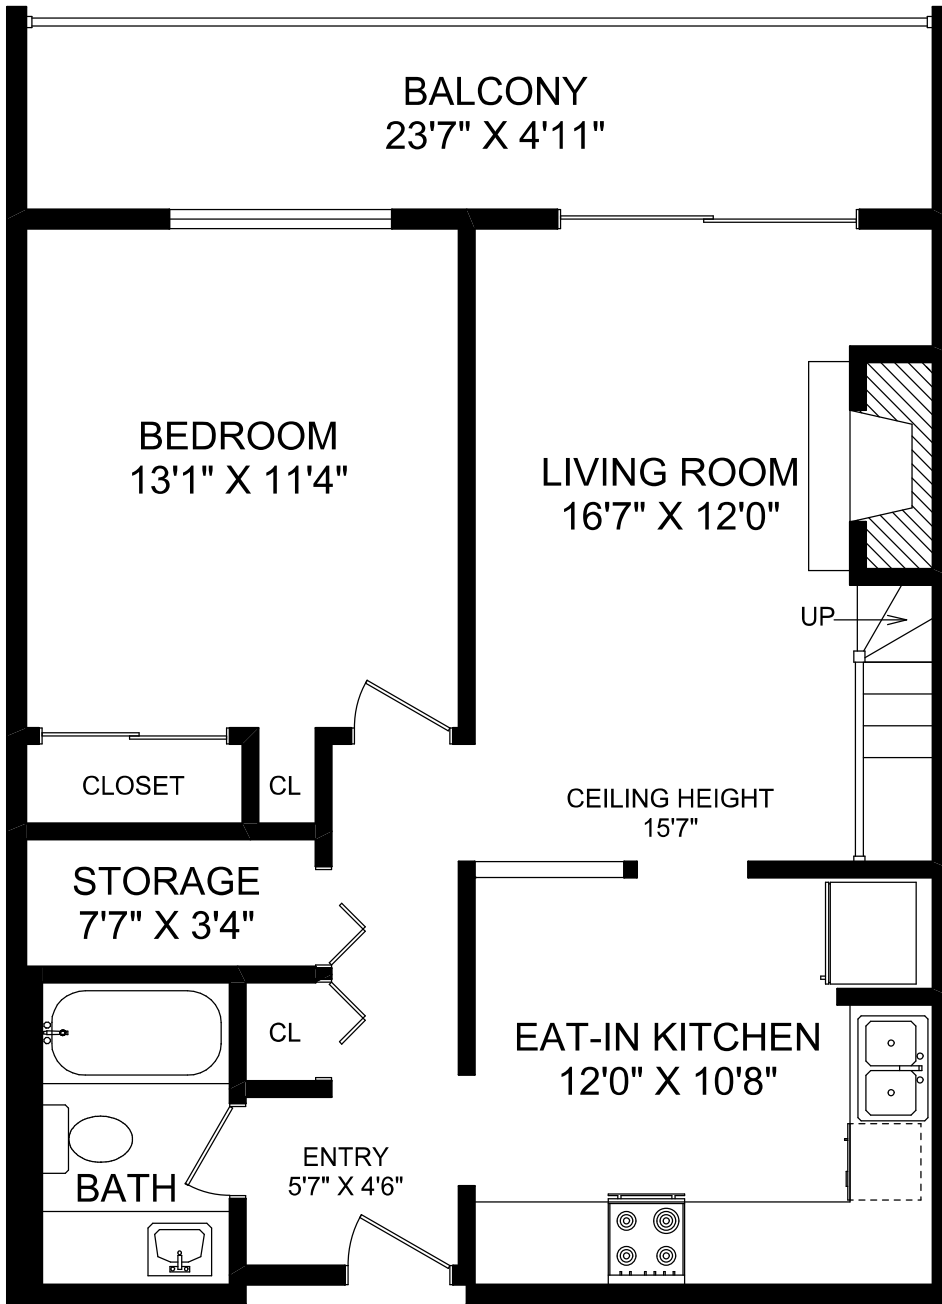 BALCONY
23'7" X 4'11"
BEDROOM
13'1" X 11'4"
LIVING ROOM
16'7" X 12'0"
UP
CLOSET
CL
CEILING HEIGHT
15'7"
STORAGE
7'7" X 3'4"
CL
EAT-IN KITCHEN
12'0" X 10'8"
ENTRY
5'7" X 4'6"
BATH